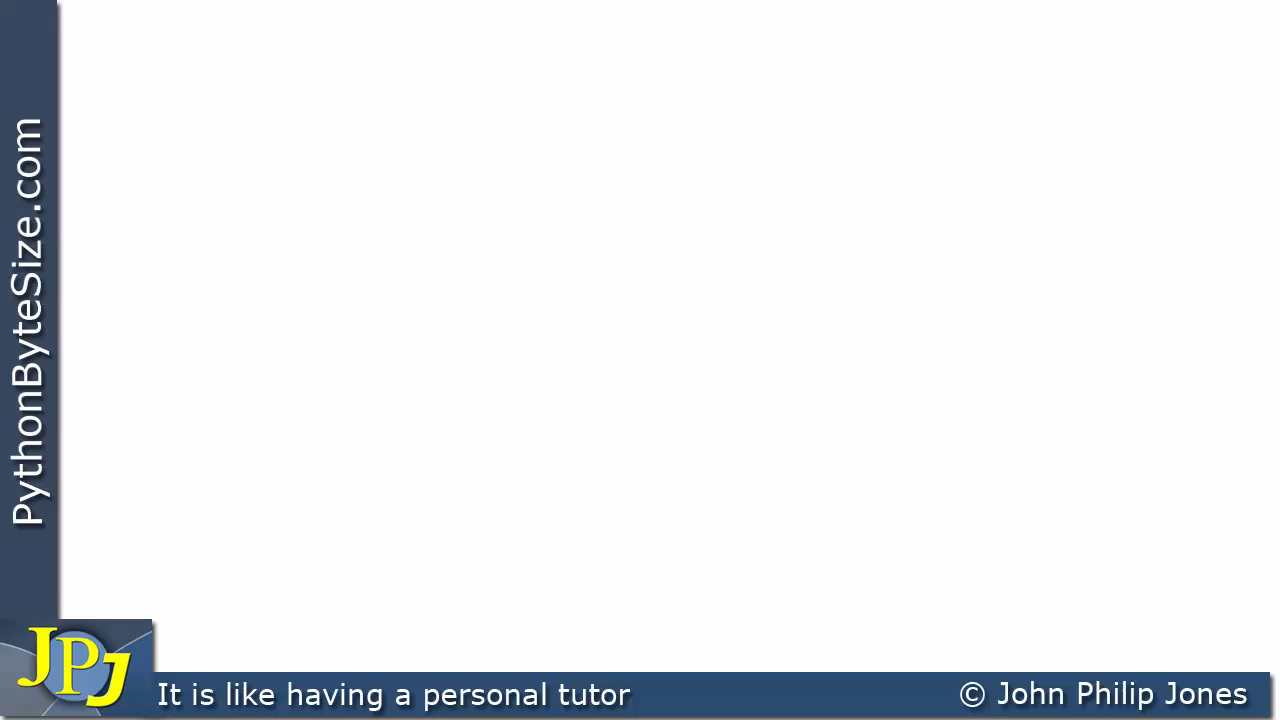 PythonByteSize.com
JPJ
It is like having a personal tutor
© John Philip Jones